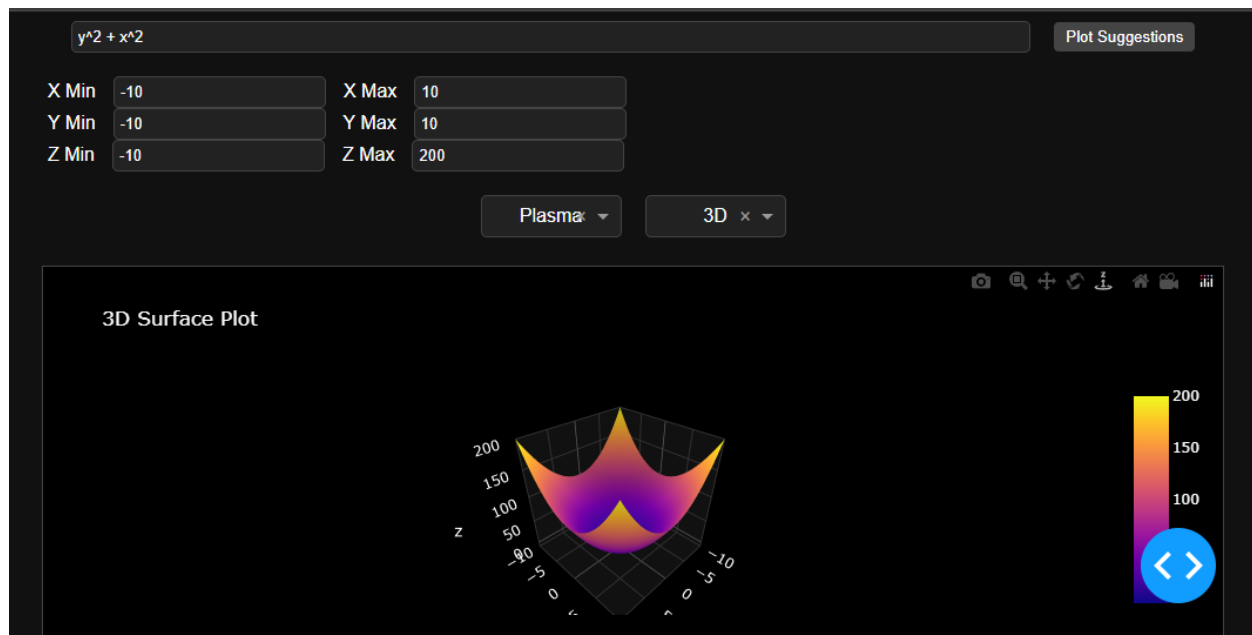 y^2 + x^2 Plot Suggestions
X Min -10 X Max 10
Y Min -10 Y Max 10
Z Min -10 Z Max 200
Plasma × 3D ×
3D Surface Plot
200
150
100
50
z
200
150
100
−5
0
−10
−5
0